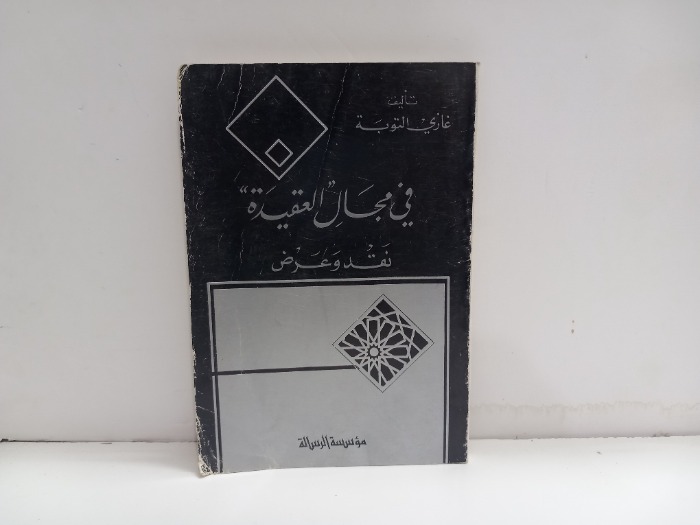 تأليف
غازي التوبة
في مجال "العقيدة"
نقد وعرض
مؤسسة الرسالة